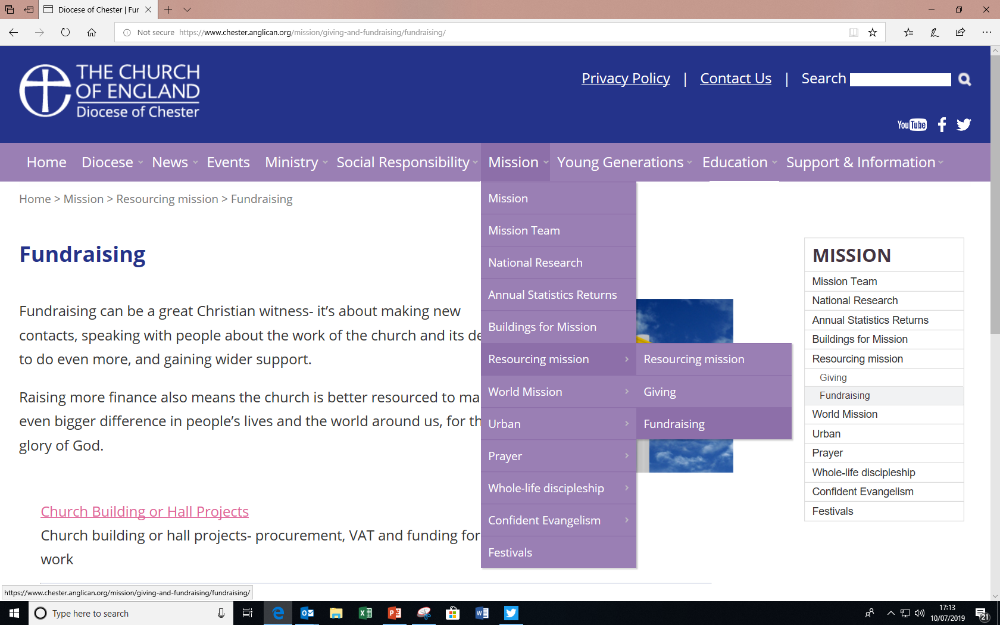 Diocese of Chester | Fur
Not secure https://www.chester.anglican.org/mission/giving-and-fundraising/fundraising/
THE CHURCH
OF ENGLAND
Diocese of Chester
Privacy Policy | Contact Us | Search
You Tube
Home Diocese News Events Ministry Social Responsibility Mission Young Generations Education Support & Information
Home > Mission > Resourcing mission > Fundraising
Fundraising
Fundraising can be a great Christian witness- it's about making new
contacts, speaking with people about the work of the church and its de
to do even more, and gaining wider support.
Raising more finance also means the church is better resourced to ma
even bigger difference in people's lives and the world around us, for th
glory of God.
Church Building or Hall Projects
Church building or hall projects- procurement, VAT and funding for
work
Mission
Mission Team
National Research
Annual Statistics Returns
Buildings for Mission
Resourcing mission
World Mission
Urban
Prayer
Whole-life discipleship
Confident Evangelism
Festivals
Resourcing mission
Giving
Fundraising
MISSION
Mission Team
National Research
Annual Statistics Returns
Buildings for Mission
Resourcing mission
Giving
Fundraising
World Mission
Urban
Prayer
Whole-life discipleship
Confident Evangelism
Festivals
https://www.chester.anglican.org/mission/giving-and-fundraising/fundraising/
Type here to search
17:13
10/07/2019
21